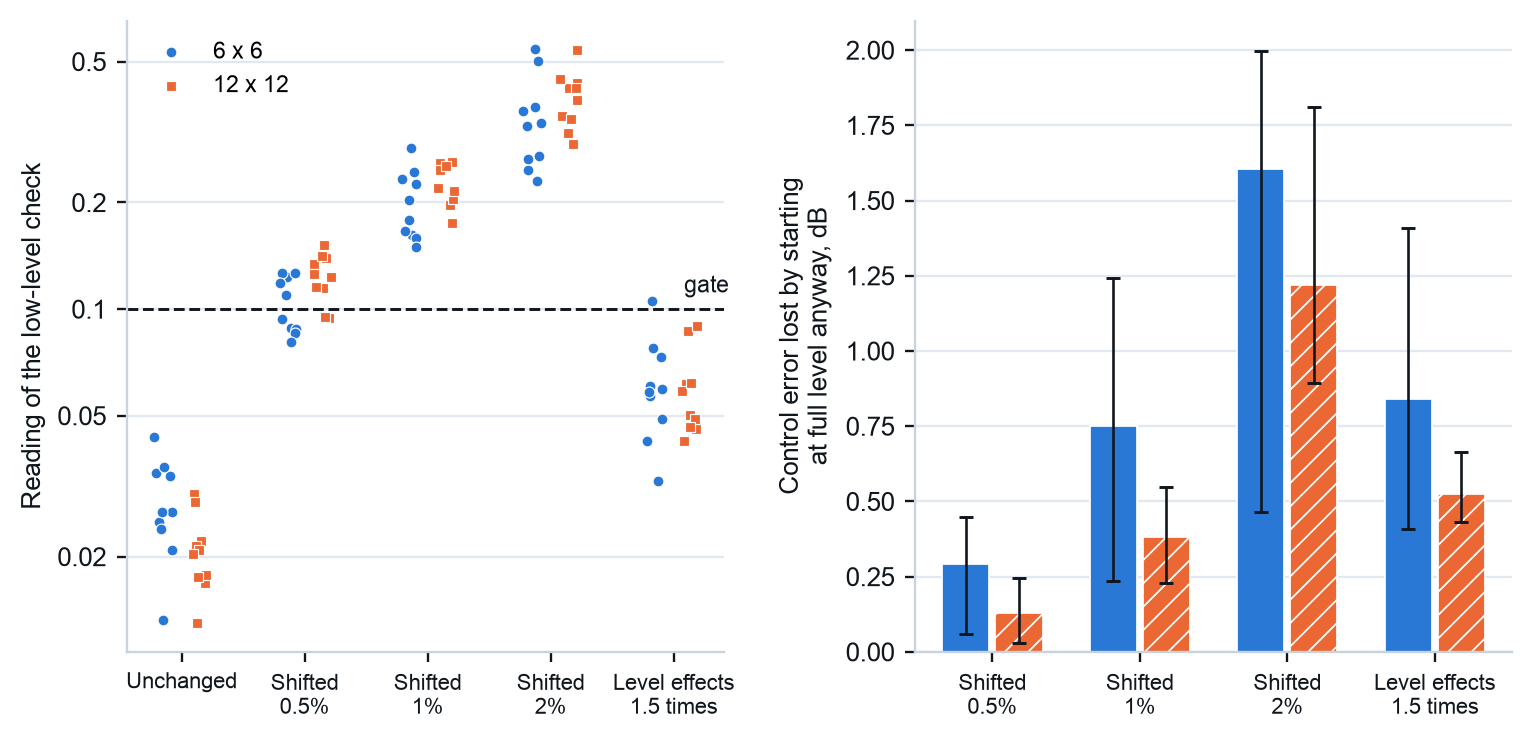 Reading of the low-level check
0.5
0.2
0.1
0.05
0.02
6 x 6
12 x 12
gate
Unchanged
Shifted
0.5%
Shifted
1%
Shifted
2%
Level effects
1.5 times
Control error lost by starting
at full level anyway, dB
2.00
1.75
1.50
1.25
1.00
0.75
0.50
0.25
0.00
Shifted
0.5%
Shifted
1%
Shifted
2%
Level effects
1.5 times